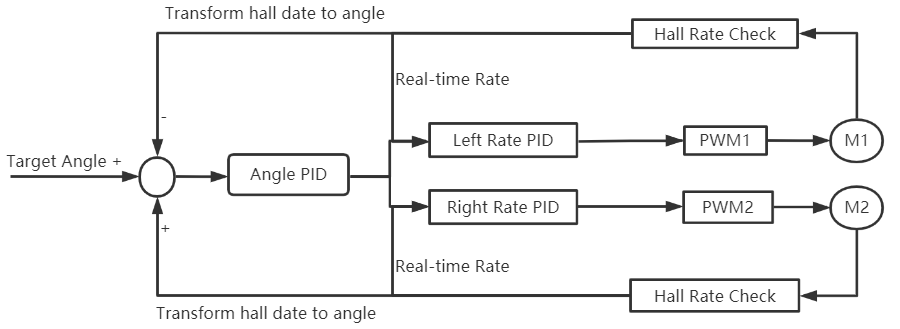 Transform hall date to angle
Hall Rate Check
Real-time Rate
-
Left Rate PID
PWM1
M1
Target Angle +
Angle PID
Right Rate PID
PWM2
M2
+
Real-time Rate
Hall Rate Check
Transform hall date to angle